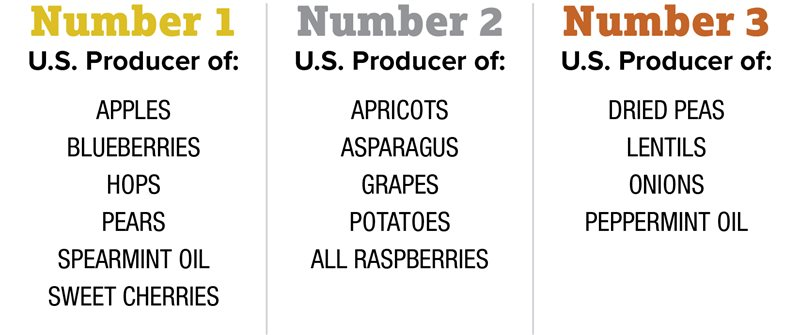 Number 1
U.S. Producer of:
APPLES
BLUEBERRIES
HOPS
PEARS
SPEARMINT OIL
SWEET CHERRIES
Number 2
U.S. Producer of:
APRICOTS
ASPARAGUS
GRAPES
POTATOES
ALL RASPBERRIES
Number 3
U.S. Producer of:
DRIED PEAS
LENTILS
ONIONS
PEPPERMINT OIL